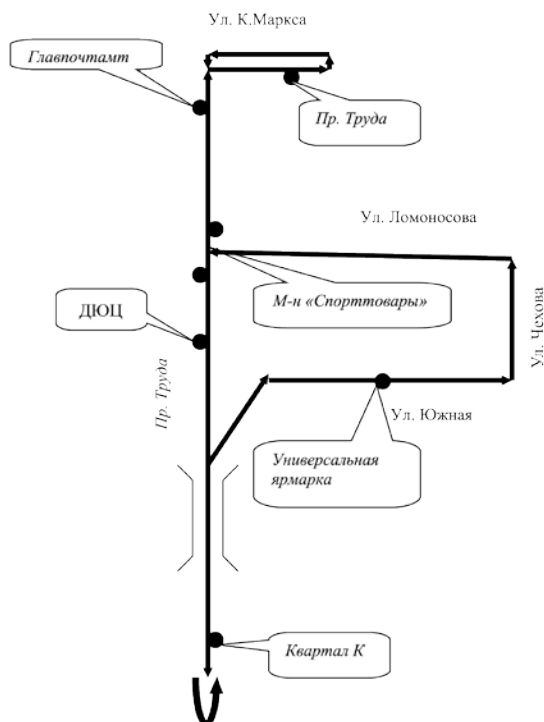 Ул. К.Маркса
Главпочтамт
Пр. Труда
Ул. Ломоносова
М-н «Спорттовары»
ДЮЦ
Ул. Чехова
Пр. Труда
Ул. Южная
Универсальная
ярмарка
Квартал К